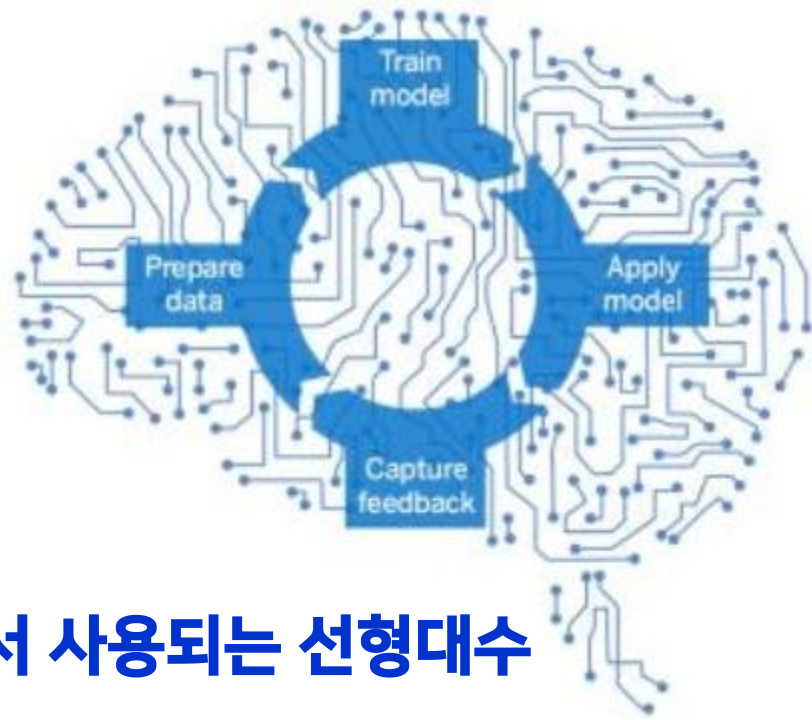 Train
model
Prepare
data
Apply
model
Capture
feedback
서 사용되는 선형대수